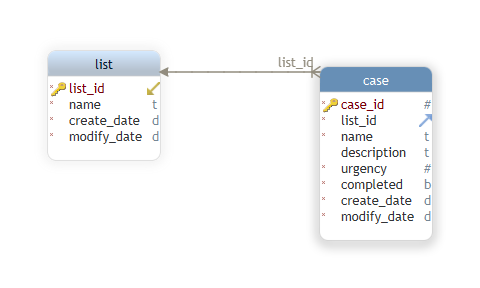 list
list_id
name t
create_date d
modify_date d
list_id
case
case_id #
list_id
name t
description t
urgency #
completed b
create_date d
modify_date d